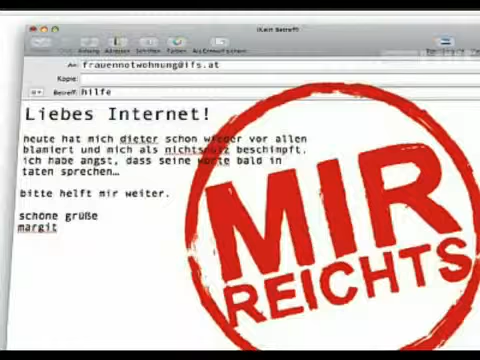 (Kein Betreff)
An: frauennotwohnung@ifs.at
Kopie:
Betreff: hilfe
Liebes Internet!
heute hat mich dieter schon wieder vor allen
blamiert und mich als nichtsnutz beschimpft.
ich habe angst, dass seine worte bald in
taten sprechen…
bitte helft mir weiter.
schöne grüße
margit
MIR
REICHTS